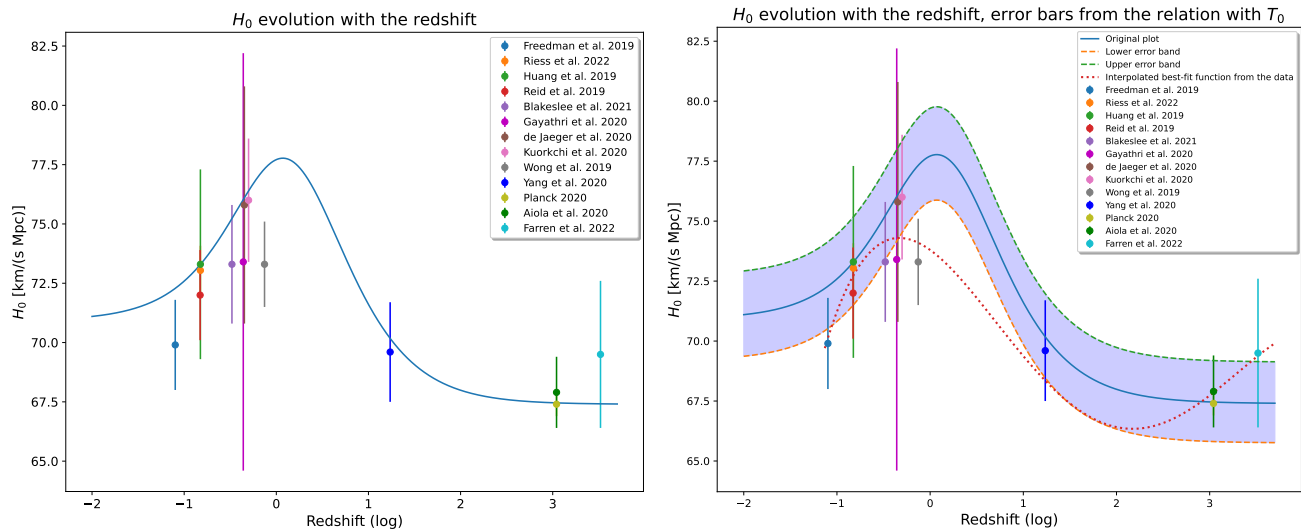 H₀ evolution with the redshift
H₀ [km/(s Mpc)]
82.5
80.0
77.5
75.0
72.5
70.0
67.5
65.0
Freedman et al. 2019
Riess et al. 2022
Huang et al. 2019
Reid et al. 2019
Blakeslee et al. 2021
Gayathri et al. 2020
de Jaeger et al. 2020
Kuorkchi et al. 2020
Wong et al. 2019
Yang et al. 2020
Planck 2020
Aiola et al. 2020
Farren et al. 2022
−2 −1 0 1 2 3
Redshift (log)
H₀ evolution with the redshift, error bars from the relation with T₀
H₀ [km/(s Mpc)]
82.5
80.0
77.5
75.0
72.5
70.0
67.5
65.0
Original plot
Lower error band
Upper error band
Interpolated best-fit function from the data
Freedman et al. 2019
Riess et al. 2022
Huang et al. 2019
Reid et al. 2019
Blakeslee et al. 2021
Gayathri et al. 2020
de Jaeger et al. 2020
Kuorkchi et al. 2020
Wong et al. 2019
Yang et al. 2020
Planck 2020
Aiola et al. 2020
Farren et al. 2022
−2 −1 0 1 2 3
Redshift (log)